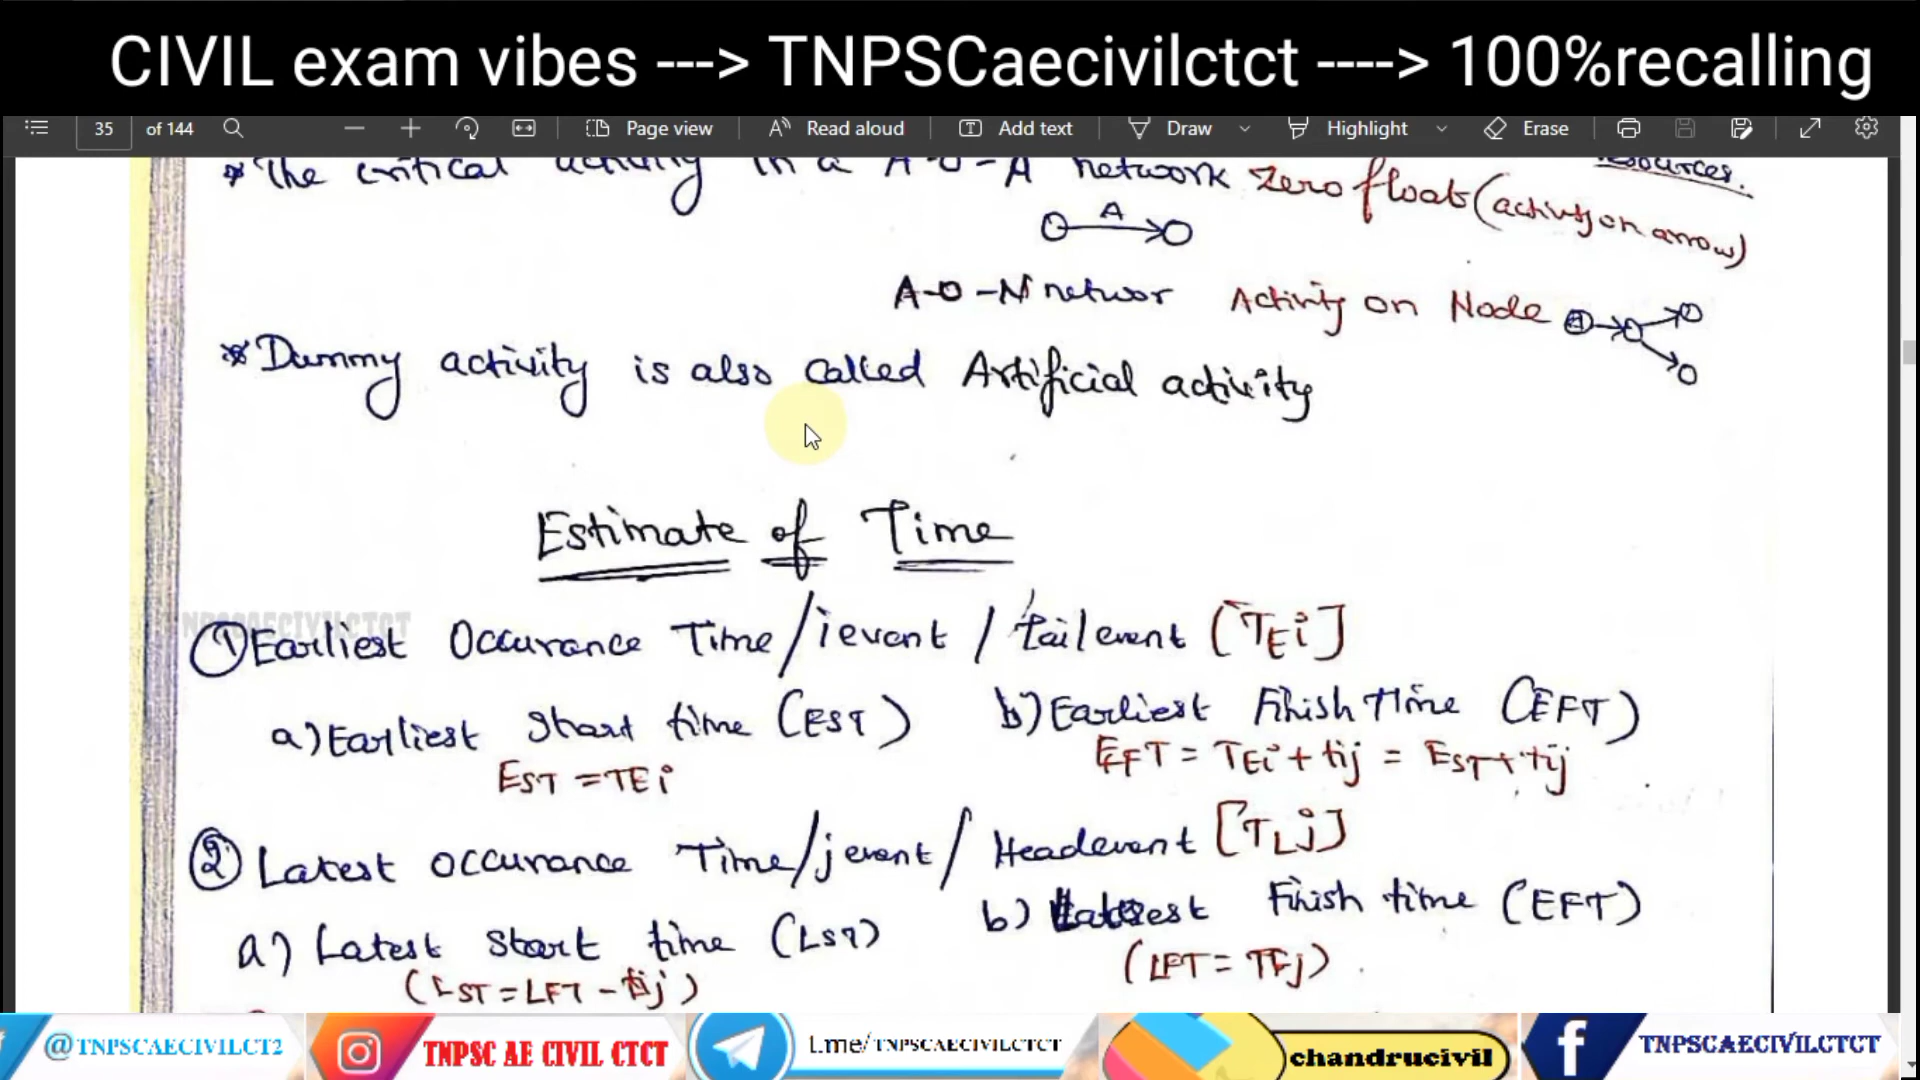 CIVIL exam vibes ---> TNPSCaecivilctct ----> 100%recalling
35 of 144 Page view Read aloud Add text Draw Highlight Erase
resources.
* The critical activity in a A-O-A network Zero float (activity on arrow)
A
A-O-N networ Activity on Node
* Dummy activity is also called Artificial activity
Estimate of Time
TNPSCAECIVILCTCT
① Earliest Occurance Time / i event / tail event [TEi]
a) Earliest Start time (EST) b) Earliest Finish Time (EFT)
EST = TEi EFT = TEi + tij = EST + tij
② Latest occurance Time / j event / Head event [TLj]
a) Latest start time (LST) b) Latest Finish time (EFT)
(LST = LFT - tij) (LFT = TFj)
@TNPSCAECIVILCT2 TNPSC AE CIVIL CTCT t.me/TNPSCAECIVILCTCT chandrucivil TNPSCAECIVILCTCT